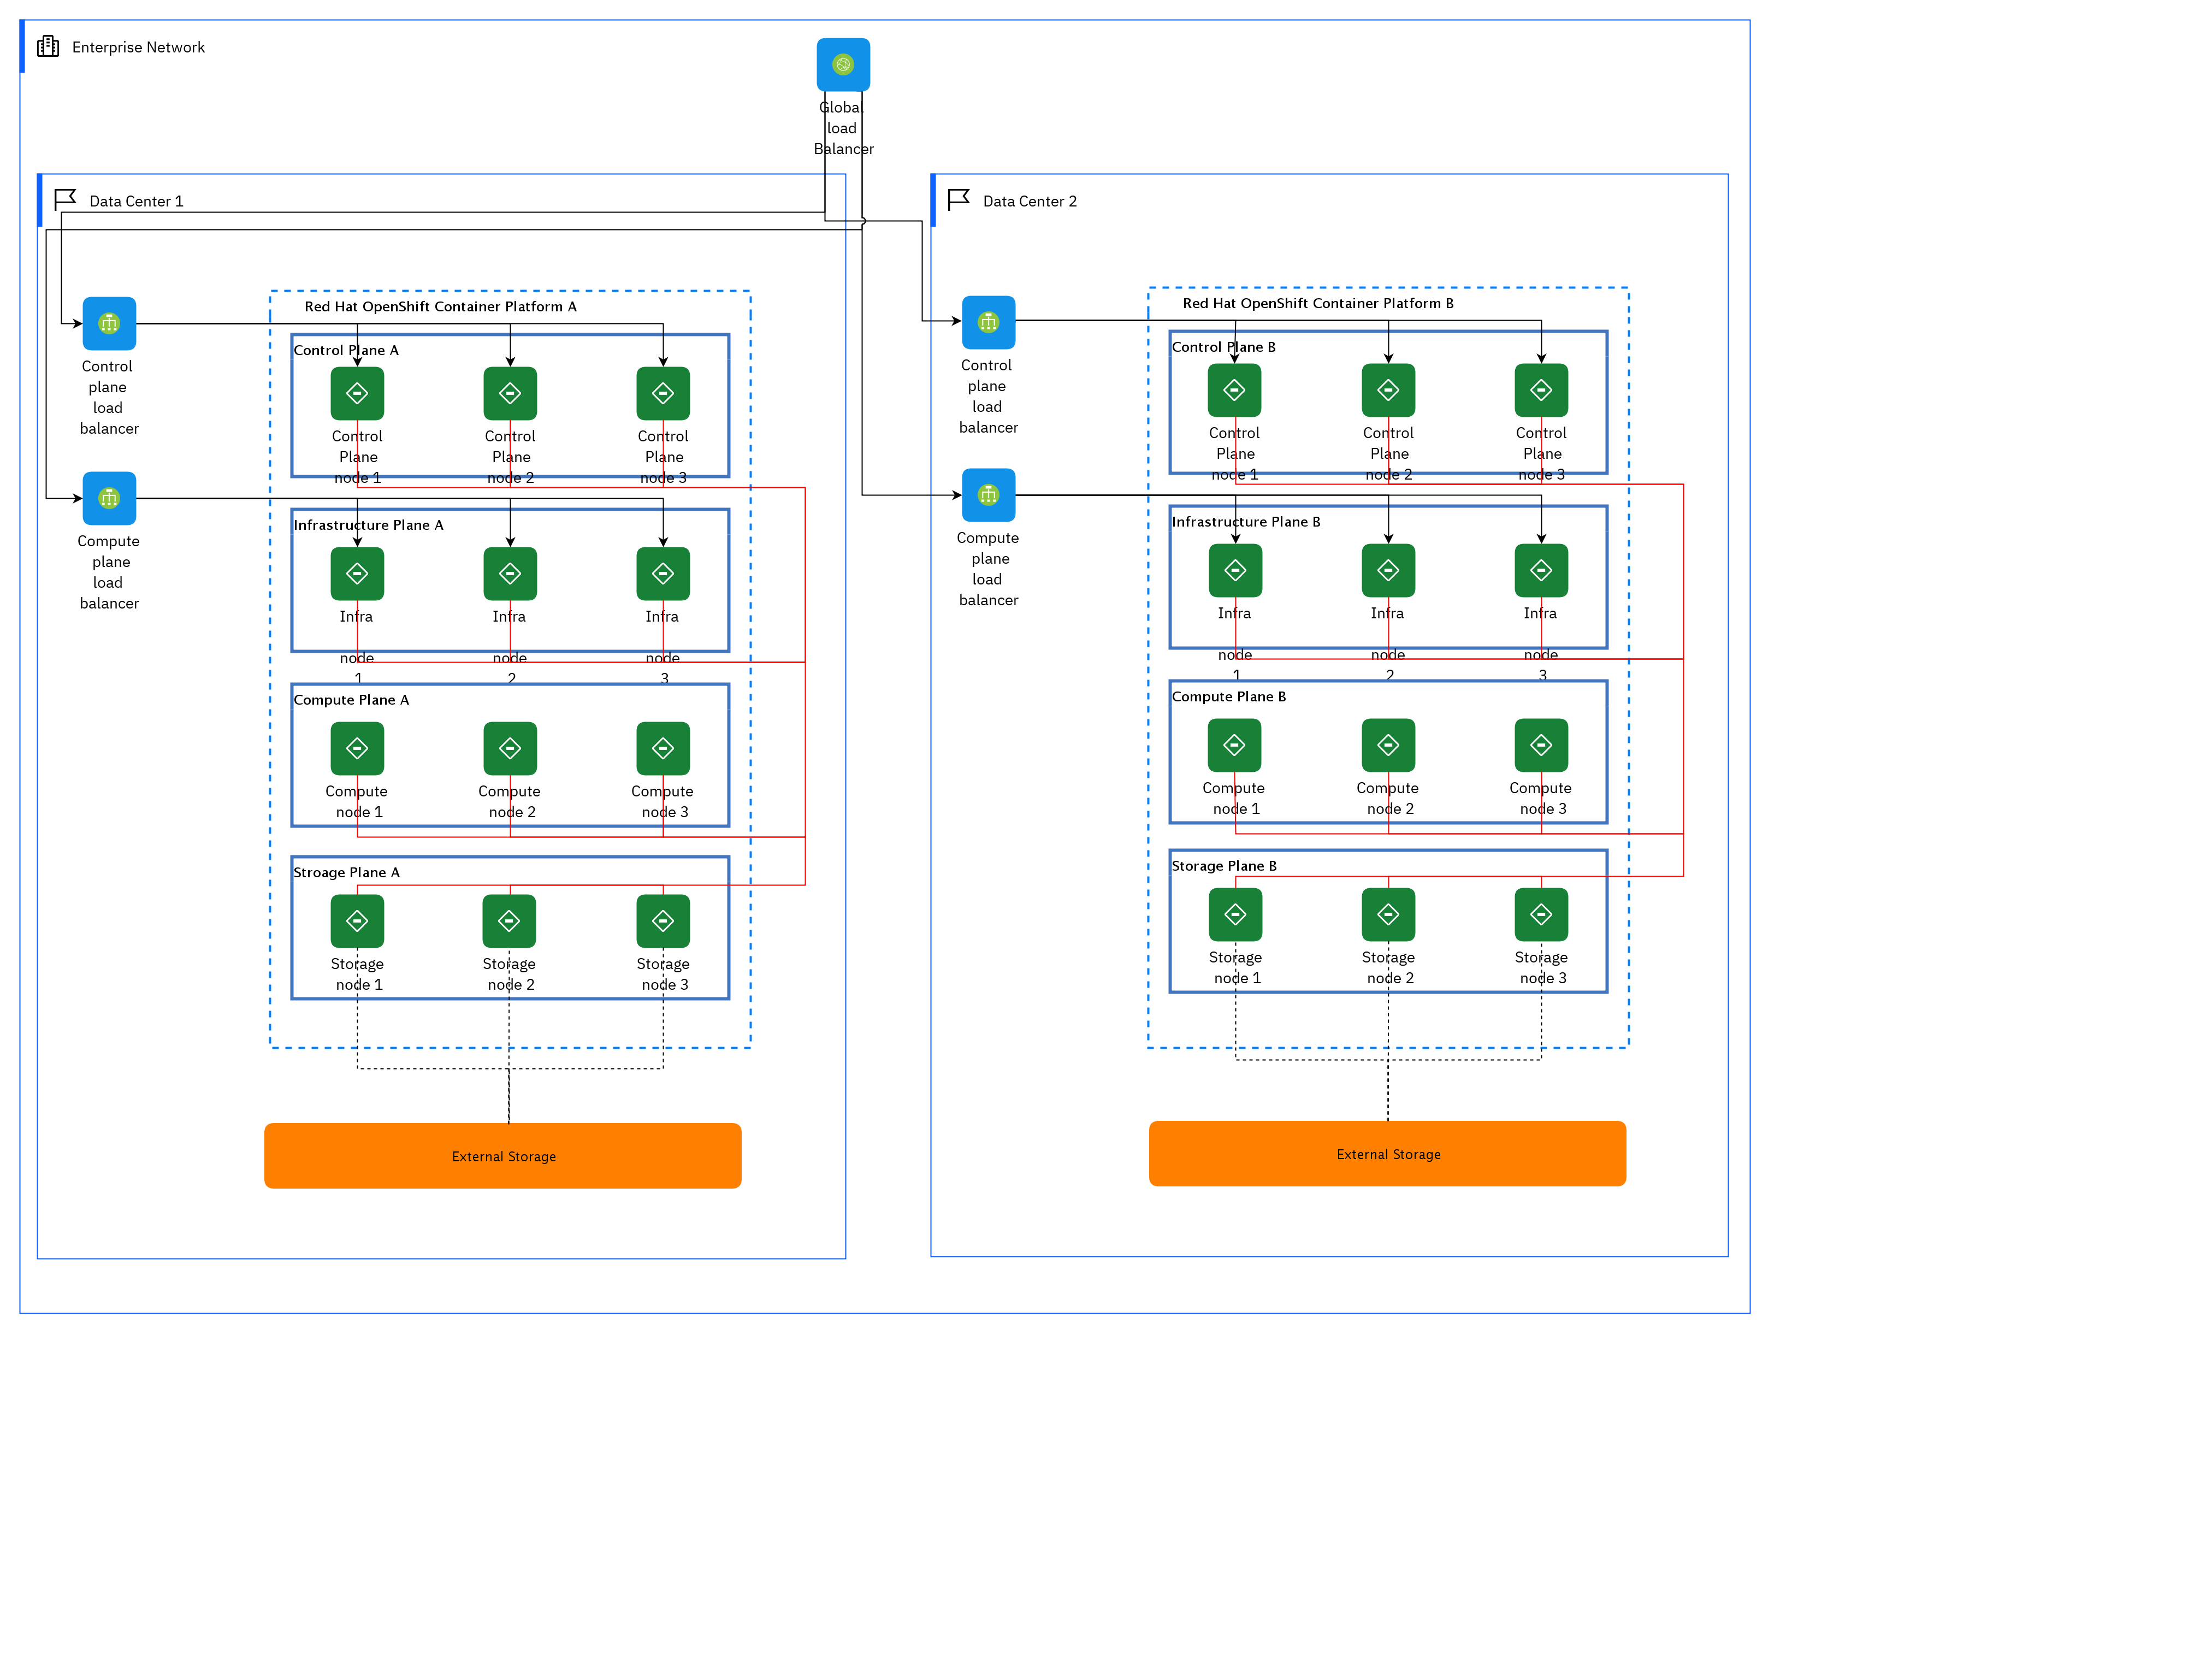 Enterprise Network
Global
load
Balancer
Data Center 1
Red Hat OpenShift Container Platform A
Control
plane
load
balancer
Control Plane A
Control
Plane
node 1
Control
Plane
node 2
Control
Plane
node 3
Compute
plane
load
balancer
Infrastructure Plane A
Infra
node
1
Infra
node
2
Infra
node
3
Compute Plane A
Compute
node 1
Compute
node 2
Compute
node 3
Stroage Plane A
Storage
node 1
Storage
node 2
Storage
node 3
External Storage
Data Center 2
Red Hat OpenShift Container Platform B
Control
plane
load
balancer
Control Plane B
Control
Plane
node 1
Control
Plane
node 2
Control
Plane
node 3
Compute
plane
load
balancer
Infrastructure Plane B
Infra
node
1
Infra
node
2
Infra
node
3
Compute Plane B
Compute
node 1
Compute
node 2
Compute
node 3
Storage Plane B
Storage
node 1
Storage
node 2
Storage
node 3
External Storage